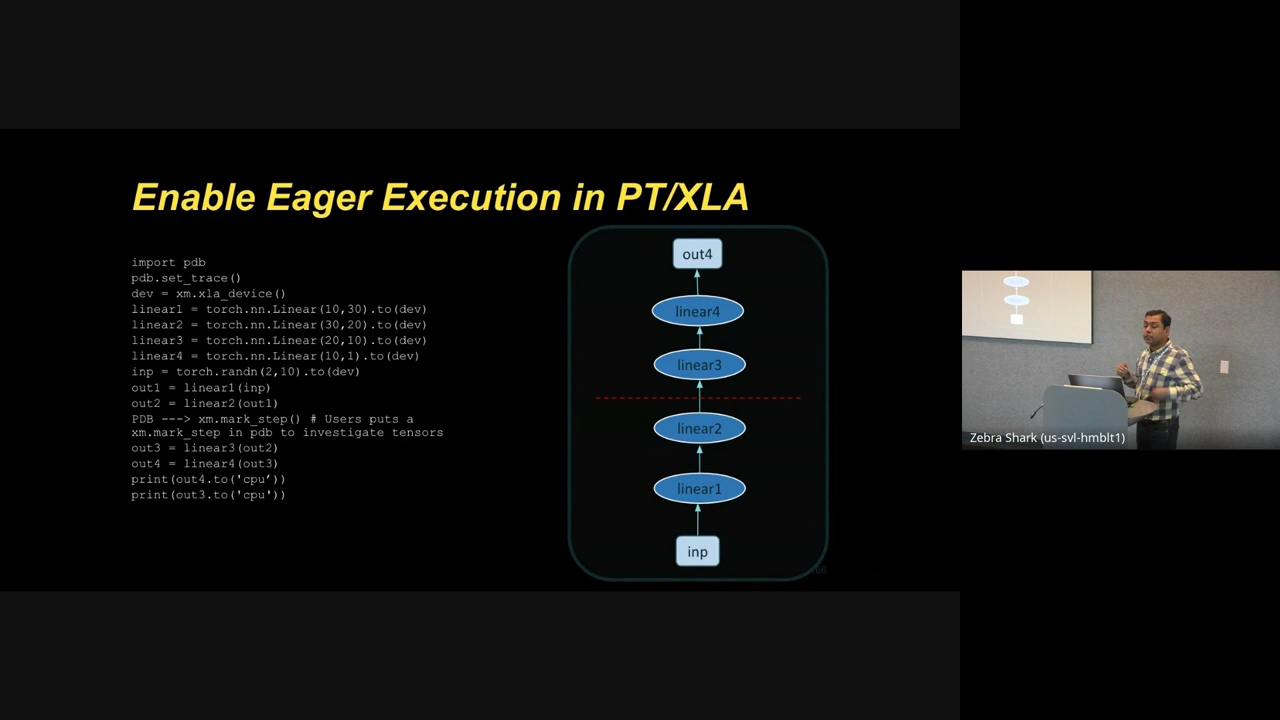 Enable Eager Execution in PT/XLA
import pdb
pdb.set_trace()
dev = xm.xla_device()
linear1 = torch.nn.Linear(10,30).to(dev)
linear2 = torch.nn.Linear(30,20).to(dev)
linear3 = torch.nn.Linear(20,10).to(dev)
linear4 = torch.nn.Linear(10,1).to(dev)
inp = torch.randn(2,10).to(dev)
out1 = linear1(inp)
out2 = linear2(out1)
PDB ---> xm.mark_step() # Users puts a
xm.mark_step in pdb to investigate tensors
out3 = linear3(out2)
out4 = linear4(out3)
print(out4.to('cpu’))
print(out3.to('cpu'))
out4
linear4
linear3
linear2
linear1
inp
Zebra Shark (us-svl-hmblt1)